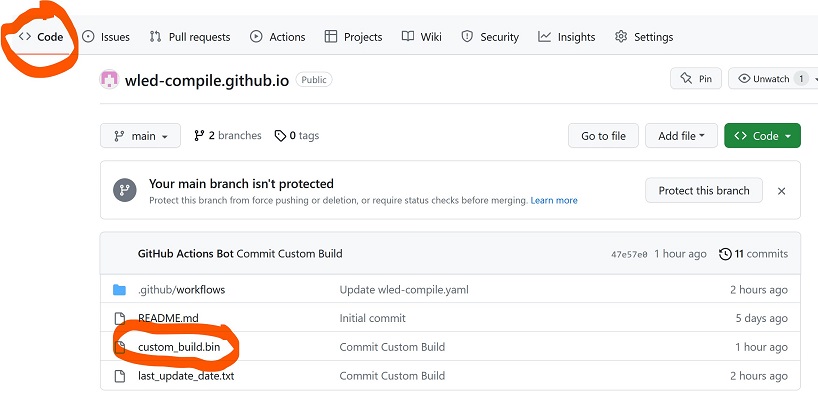 <> Code Issues Pull requests Actions Projects Wiki Security Insights Settings
wled-compile.github.io Public Pin Unwatch 1
main 2 branches 0 tags Go to file Add file <> Code
Your main branch isn't protected
Protect this branch from force pushing or deletion, or require status checks before merging. Learn more
Protect this branch
GitHub Actions Bot Commit Custom Build 47e57e0 1 hour ago 11 commits
.github/workflows Update wled-compile.yaml 2 hours ago
README.md Initial commit 5 days ago
custom_build.bin Commit Custom Build 1 hour ago
last_update_date.txt Commit Custom Build 2 hours ago